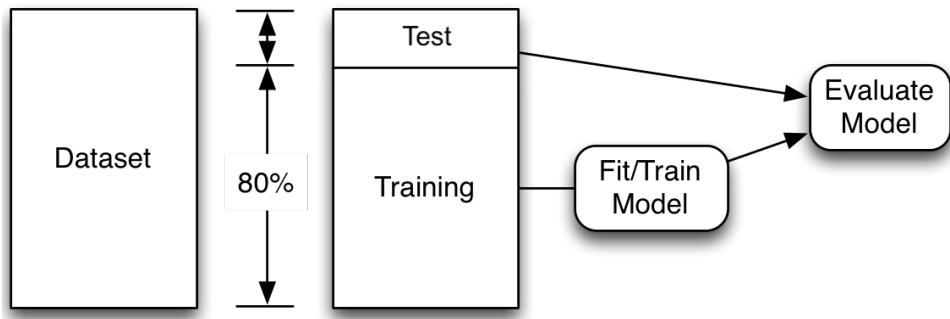 Dataset
80%
Test
Training
Fit/Train
Model
Evaluate
Model